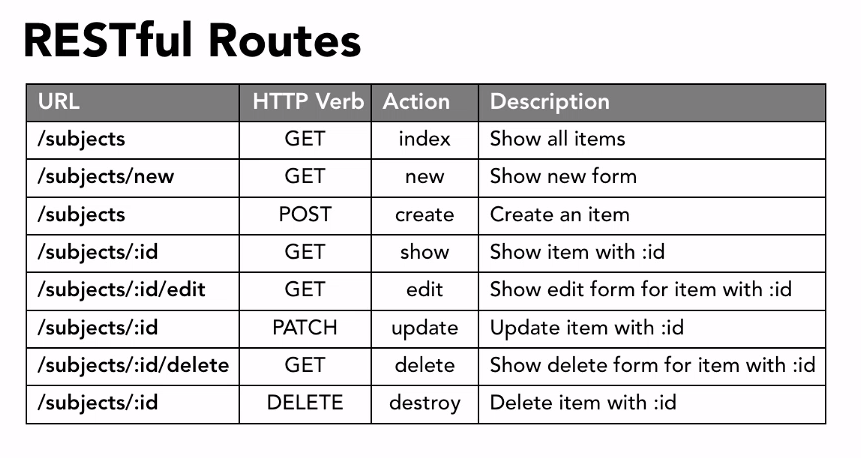 RESTful Routes
URL HTTP Verb Action Description
/subjects GET index Show all items
/subjects/new GET new Show new form
/subjects POST create Create an item
/subjects/:id GET show Show item with :id
/subjects/:id/edit GET edit Show edit form for item with :id
/subjects/:id PATCH update Update item with :id
/subjects/:id/delete GET delete Show delete form for item with :id
/subjects/:id DELETE destroy Delete item with :id